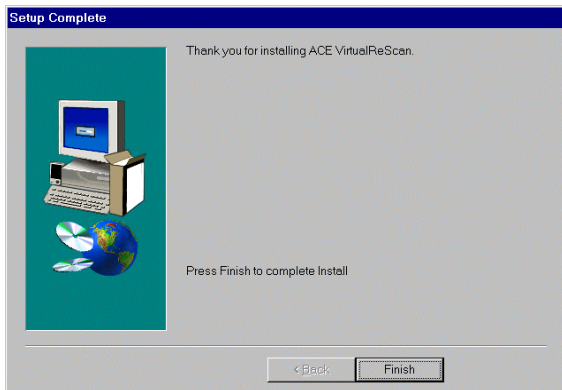 Setup Complete
Thank you for installing ACE VirtualReScan.
Press Finish to complete Install
< Back
Finish